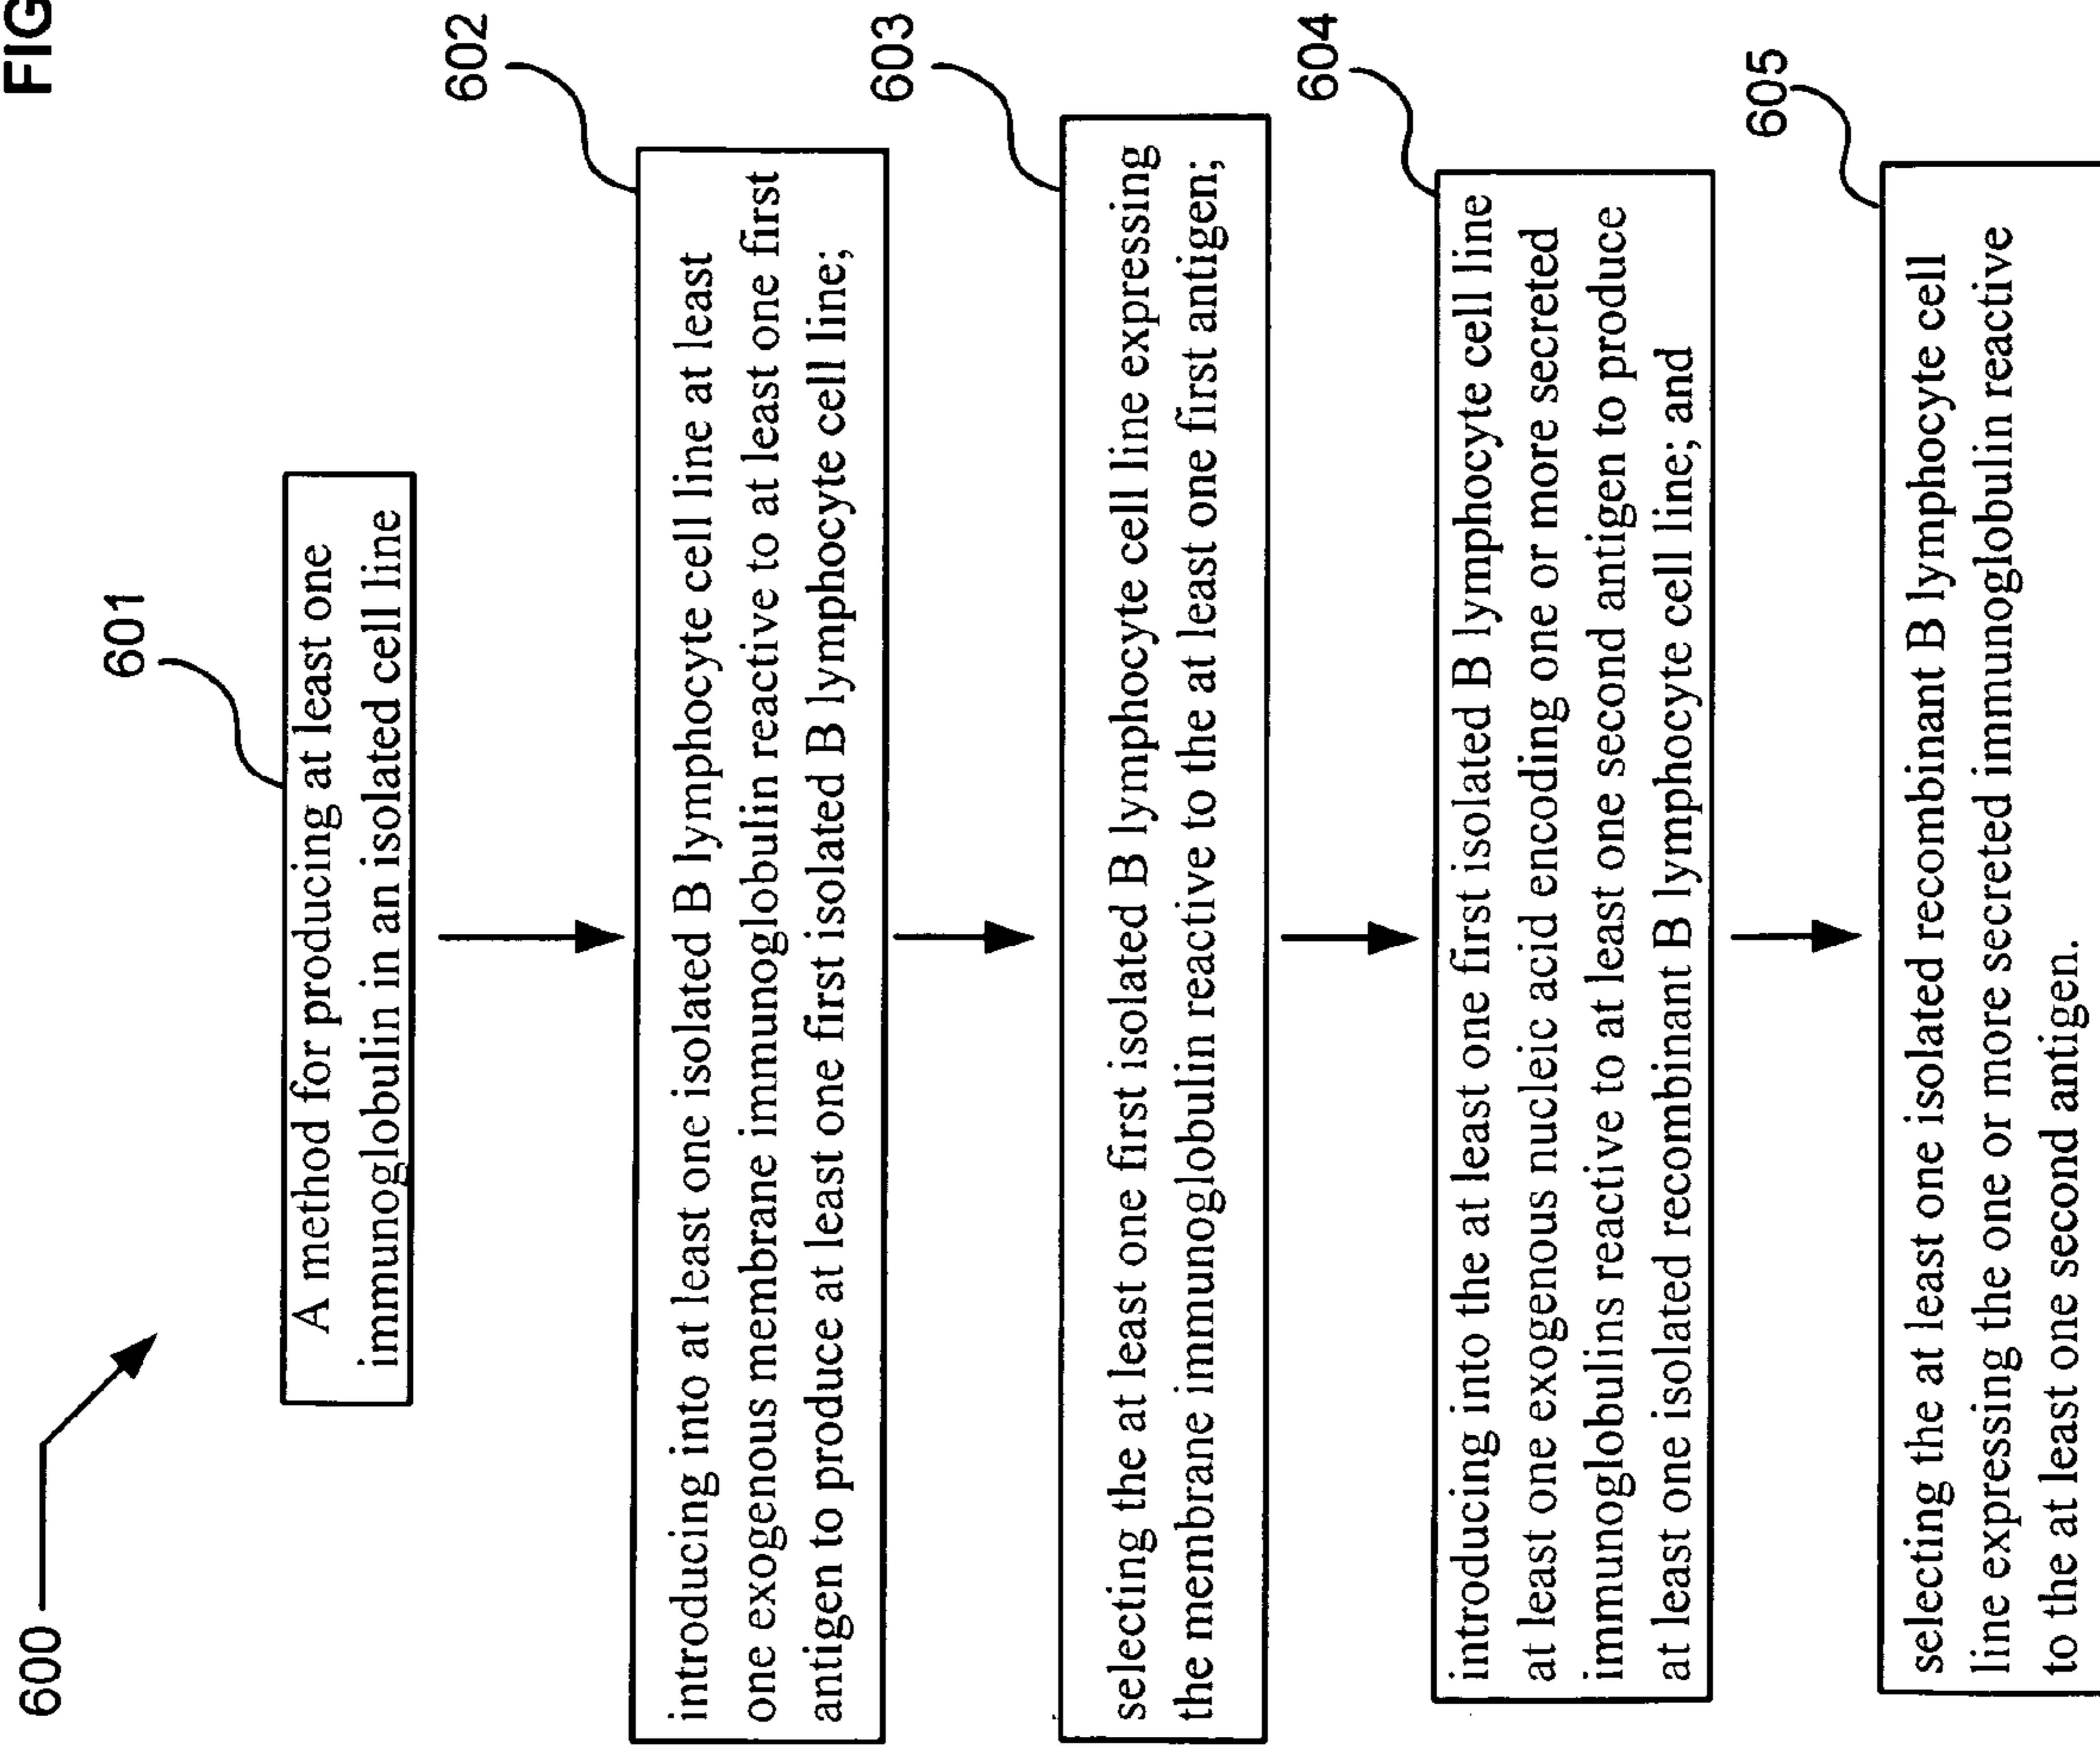 FIG
600
601
A method for producing at least one
immunoglobulin in an isolated cell line
602
introducing into at least one isolated B lymphocyte cell line at least
one exogenous membrane immunoglobulin reactive to at least one first
antigen to produce at least one first isolated B lymphocyte cell line;
603
selecting the at least one first isolated B lymphocyte cell line expressing
the membrane immunoglobulin reactive to the at least one first antigen;
604
introducing into the at least one first isolated B lymphocyte cell line
at least one exogenous nucleic acid encoding one or more secreted
immunoglobulins reactive to at least one second antigen to produce
at least one isolated recombinant B lymphocyte cell line; and
605
selecting the at least one isolated recombinant B lymphocyte cell
line expressing the one or more secreted immunoglobulin reactive
to the at least one second antigen.